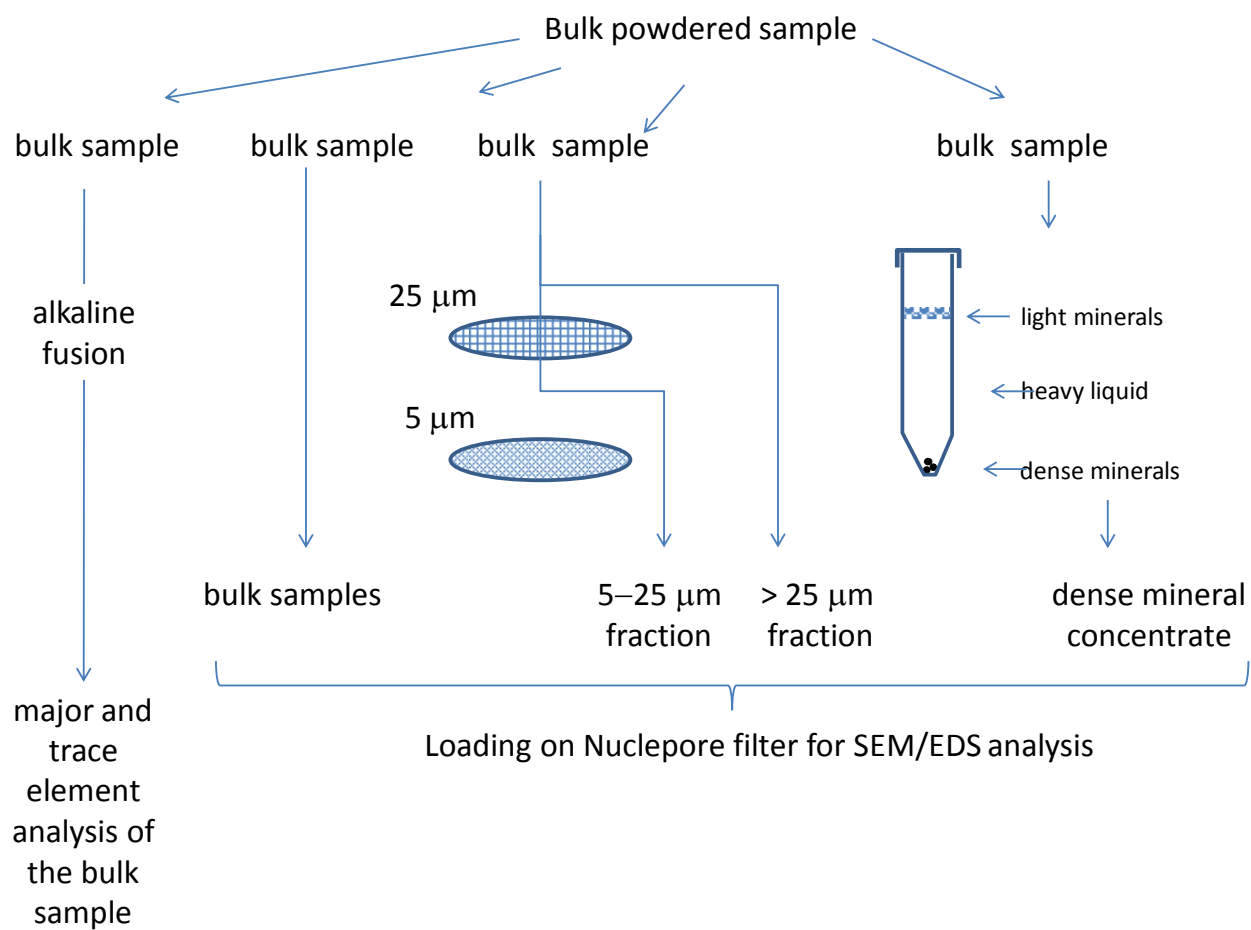 Bulk powdered sample
bulk sample
bulk sample
bulk sample
bulk sample
alkaline
fusion
25 μm
5 μm
light minerals
heavy liquid
dense minerals
bulk samples
5–25 μm
fraction
> 25 μm
fraction
dense mineral
concentrate
major and
trace
element
analysis of
the bulk
sample
Loading on Nuclepore filter for SEM/EDS analysis